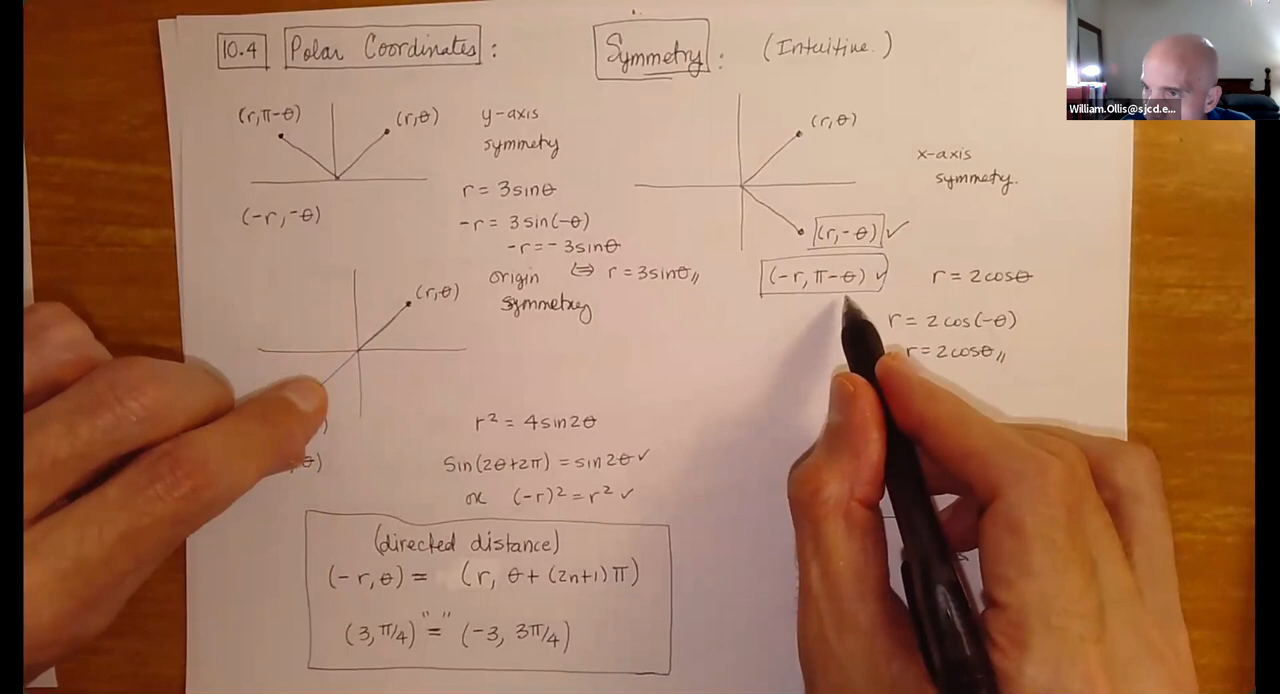 10.4 Polar Coordinates :
Symmetry : (Intuitive.)
William.Ollis@sjcd.e...
(r, π-θ)
(r, θ)
y-axis
symmetry
(-r, -θ)
r = 3sinθ
-r = 3sin(-θ)
-r = -3sinθ
⇔ r = 3sinθ,,
(r, θ)
x-axis
symmetry.
(r, -θ) ✓
(-r, π-θ) ✓
r = 2cosθ
r = 2cos(-θ)
r = 2cosθ,,
origin
symmetry
(r, θ)
θ)
r² = 4sin2θ
Sin(2θ+2π) = sin2θ ✓
or (-r)² = r² ✓
(directed distance)
(-r, θ) = (r, θ + (2n+1)π)
(3, π/4) "=" (-3, 3π/4)